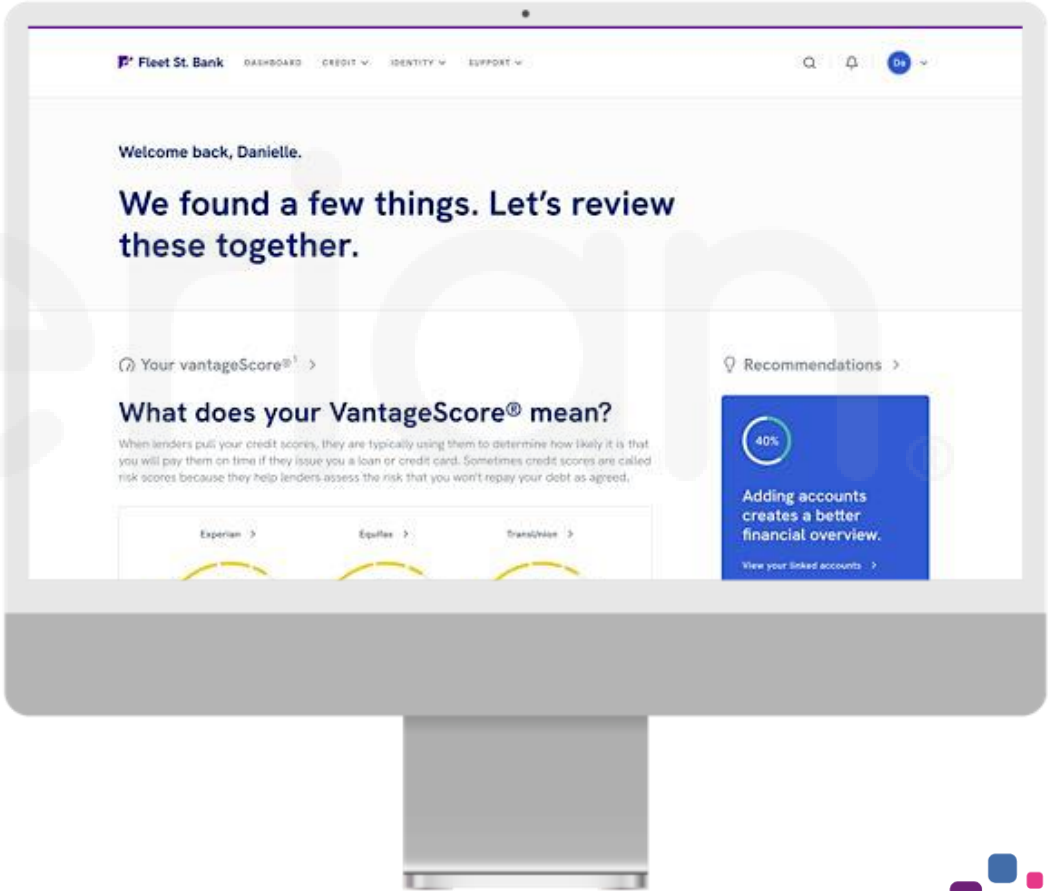 Fleet St. Bank DASHBOARD CREDIT IDENTITY SUPPORT
Ds
Welcome back, Danielle.
We found a few things. Let's review
these together.
Your vantageScore®¹
What does your VantageScore® mean?
When lenders pull your credit scores, they are typically using them to determine how likely it is that
you will pay them on time if they issue you a loan or credit card. Sometimes credit scores are called
risk scores because they help lenders assess the risk that you won't repay your debt as agreed.
Experian Equifax TransUnion
Recommendations
40%
Adding accounts
creates a better
financial overview.
View your linked accounts
erian®